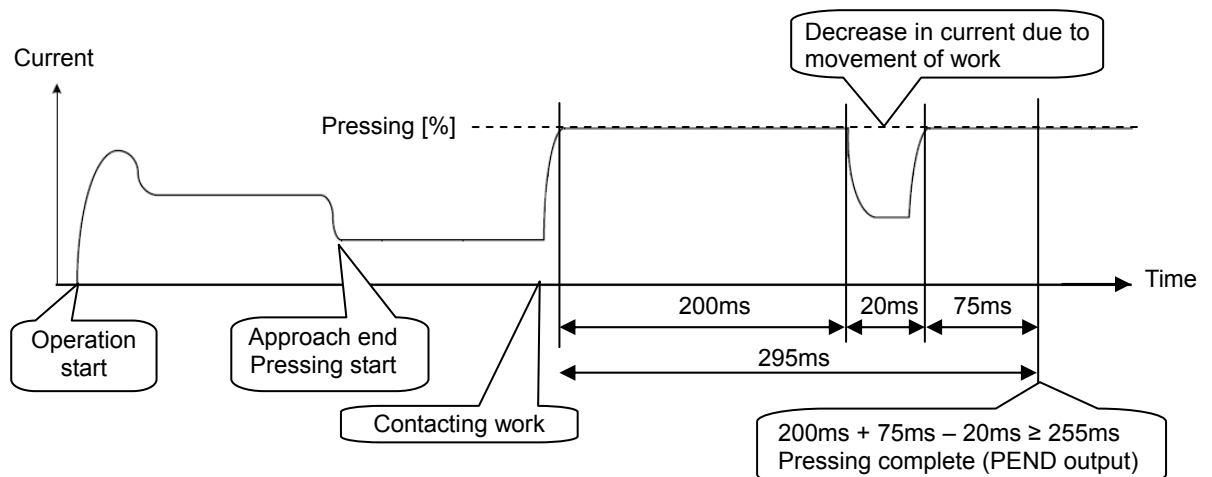 Decrease in current due to
movement of work
Current
Pressing [%]
Time
200ms
20ms
75ms
Operation
start
Approach end
Pressing start
295ms
Contacting work
200ms + 75ms – 20ms ≥ 255ms
Pressing complete (PEND output)